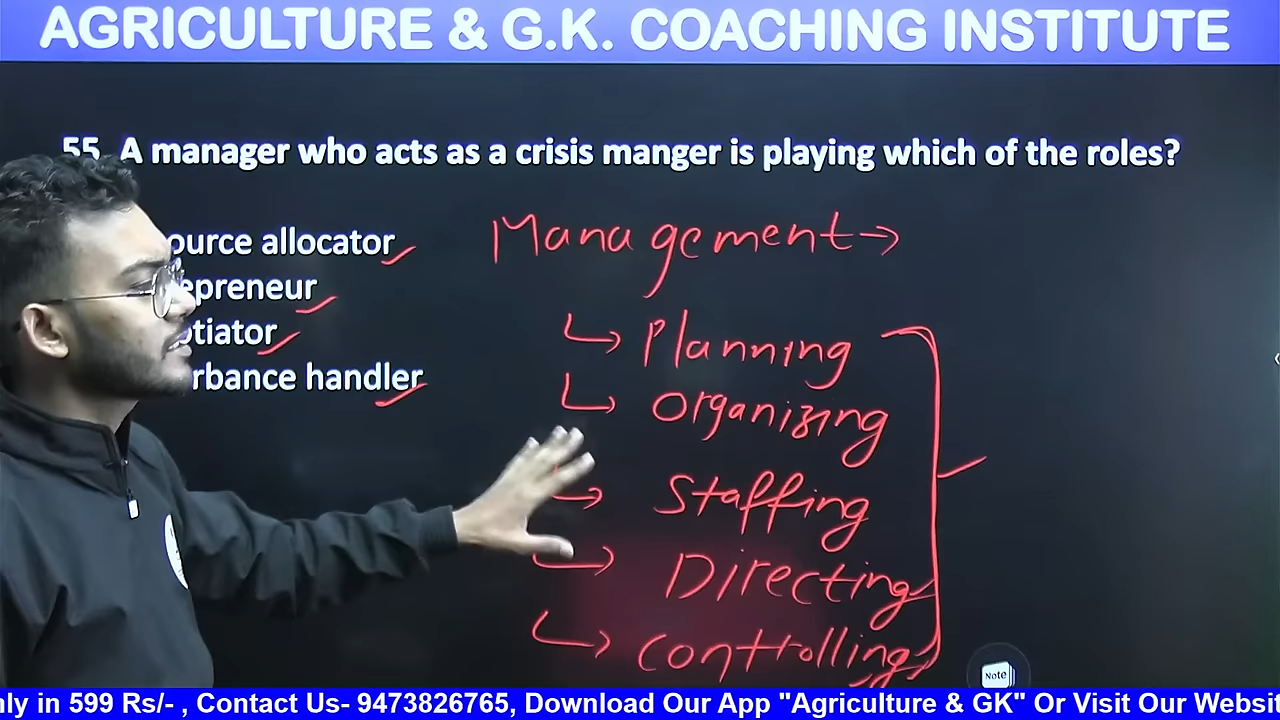 AGRICULTURE & G.K. COACHING INSTITUTE
55. A manager who acts as a crisis manger is playing which of the roles?
ource allocator
epreneur
otiator
rbance handler
Management →
Planning
Organizing
Staffing
Directing
Controlling
Note
nly in 599 Rs/- , Contact Us- 9473826765, Download Our App "Agriculture & GK" Or Visit Our Websi